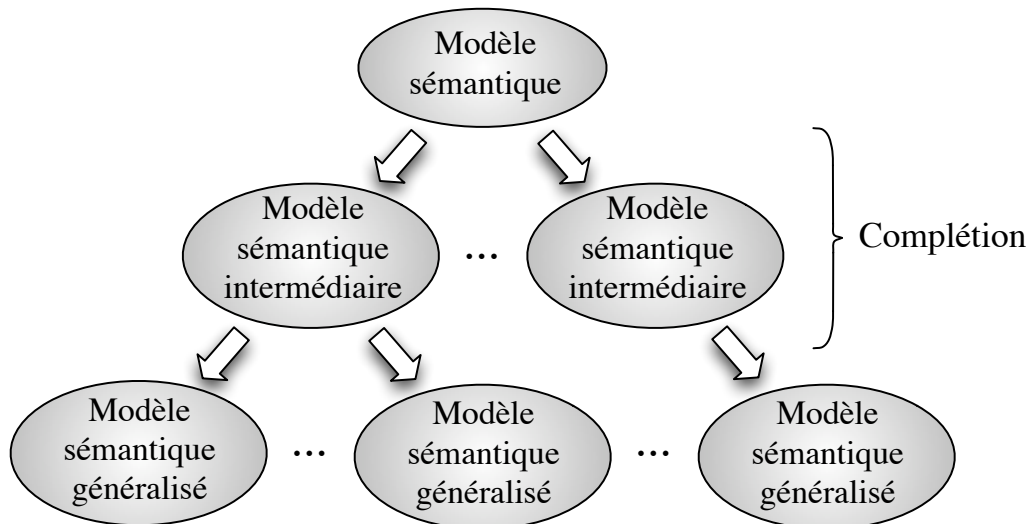 Modèle
sémantique
Modèle
sémantique
intermédiaire
...
Modèle
sémantique
intermédiaire
Complétion
Modèle
sémantique
généralisé
...
Modèle
sémantique
généralisé
...
Modèle
sémantique
généralisé